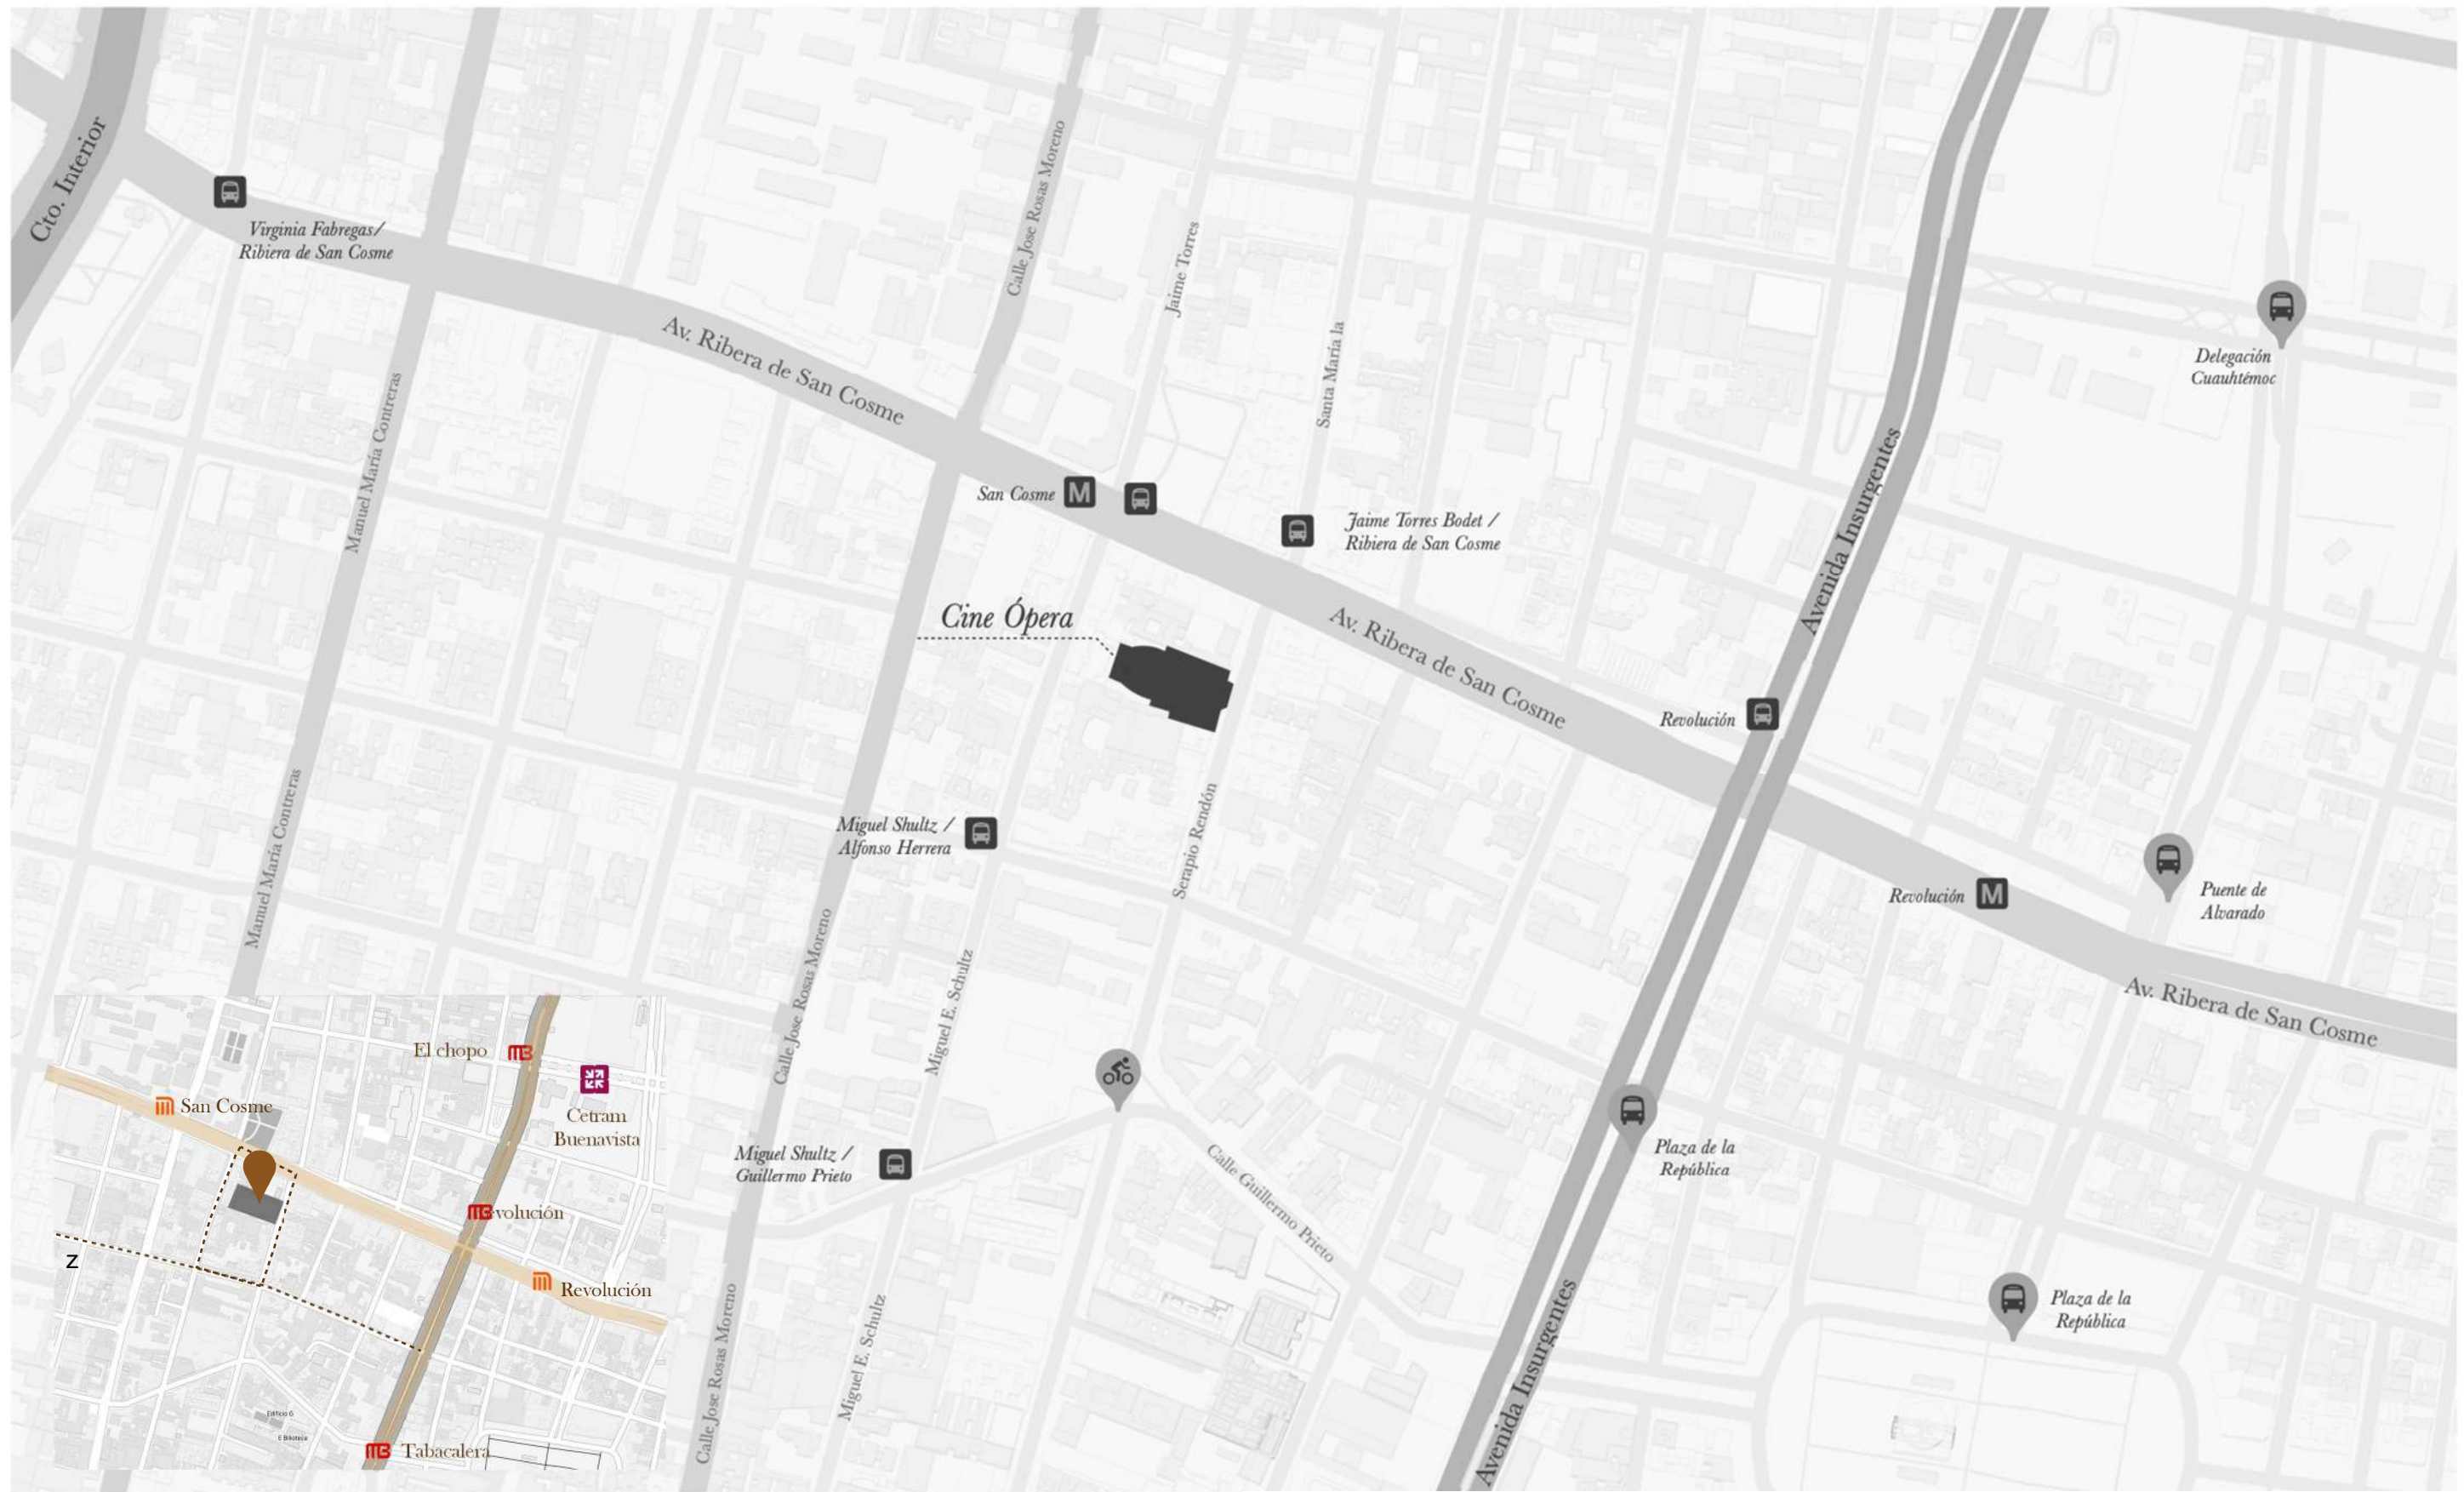 Cto. Interior
Virginia Fabregas/
Ribiera de San Cosme
Calle Jose Rosas Moreno
Jaime Torres
Santa María la
Av. Ribera de San Cosme
Delegación
Cuauhtémoc
Manuel María Contreras
Avenida Insurgentes
San Cosme
M
Jaime Torres Bodet /
Ribiera de San Cosme
Cine Ópera
Av. Ribera de San Cosme
Revolución
Manuel María Contreras
Miguel Shultz /
Alfonso Herrera
Serapio Rendón
Revolución
M
Puente de
Alvarado
Av. Ribera de San Cosme
Calle Jose Rosas Moreno
Miguel E. Schultz
Miguel Shultz /
Guillermo Prieto
Calle Guillermo Prieto
Plaza de la
República
Plaza de la
República
Calle Jose Rosas Moreno
Miguel E. Schultz
Avenida Insurgentes
El chopo
MB
San Cosme
Cetram
Buenavista
MB
volución
Z
Revolución
Edificio G
E Bilioteca
MB
Tabacalera